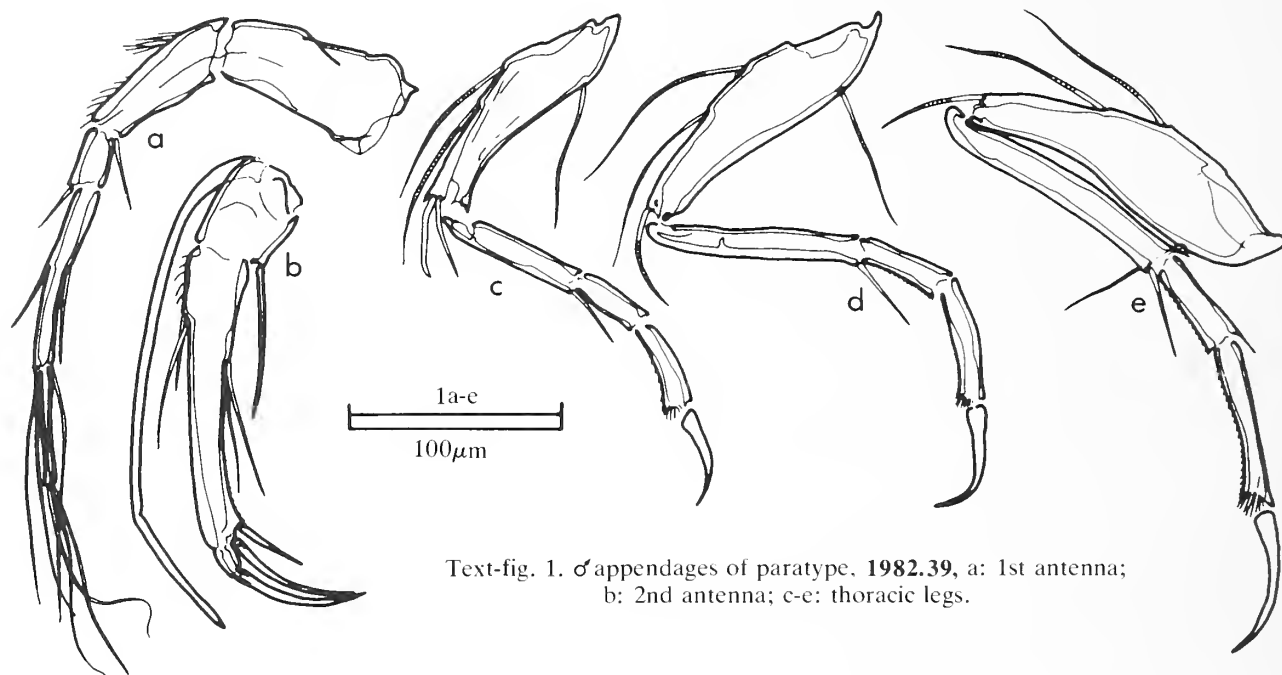 a
b
c
d
e
1a-e
100μm
Text-fig. 1. ♂ appendages of paratype, 1982.39, a: 1st antenna;
b: 2nd antenna; c-e: thoracic legs.